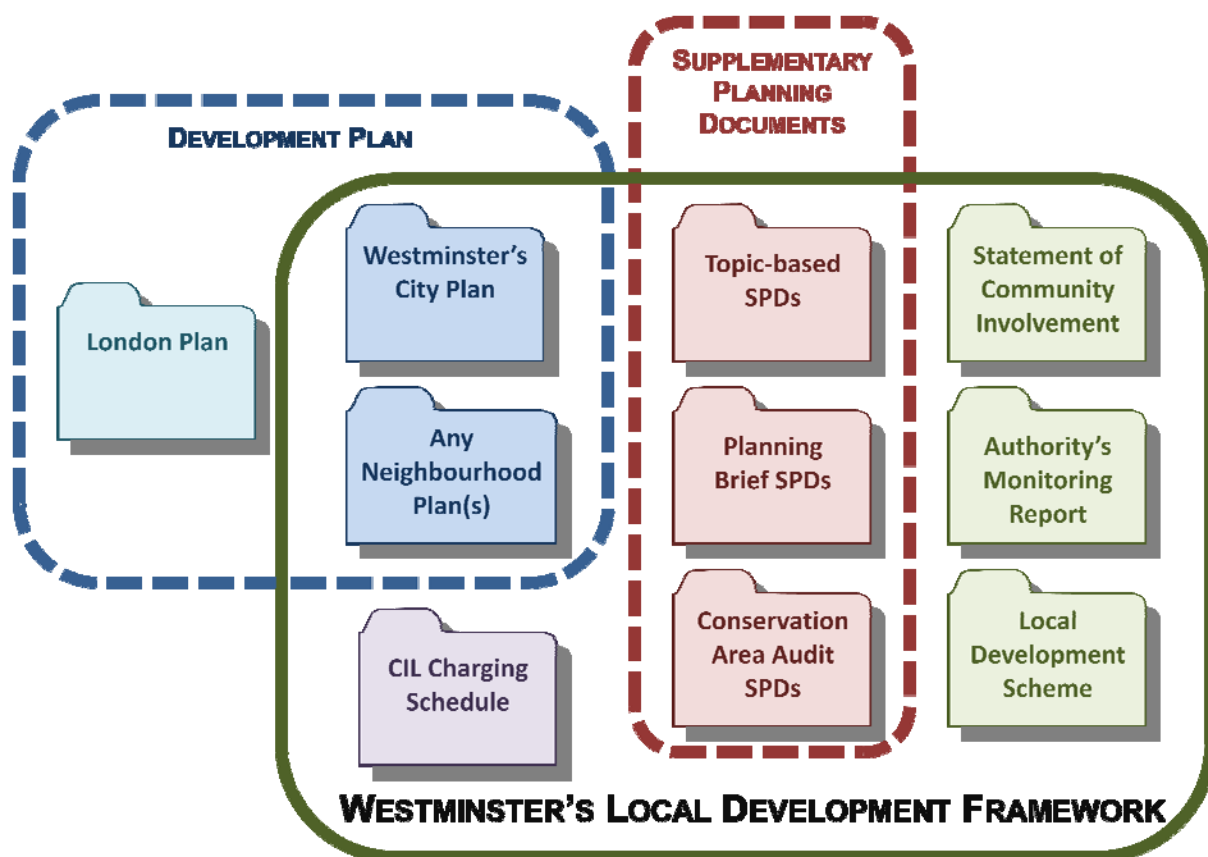 SUPPLEMENTARY
PLANNING
DOCUMENTS
DEVELOPMENT PLAN
London Plan
Westminster's
City Plan
Any
Neighbourhood
Plan(s)
CIL Charging
Schedule
Topic-based
SPDs
Planning
Brief SPDs
Conservation
Area Audit
SPDs
Statement of
Community
Involvement
Authority's
Monitoring
Report
Local
Development
Scheme
WESTMINSTER'S LOCAL DEVELOPMENT FRAMEWORK